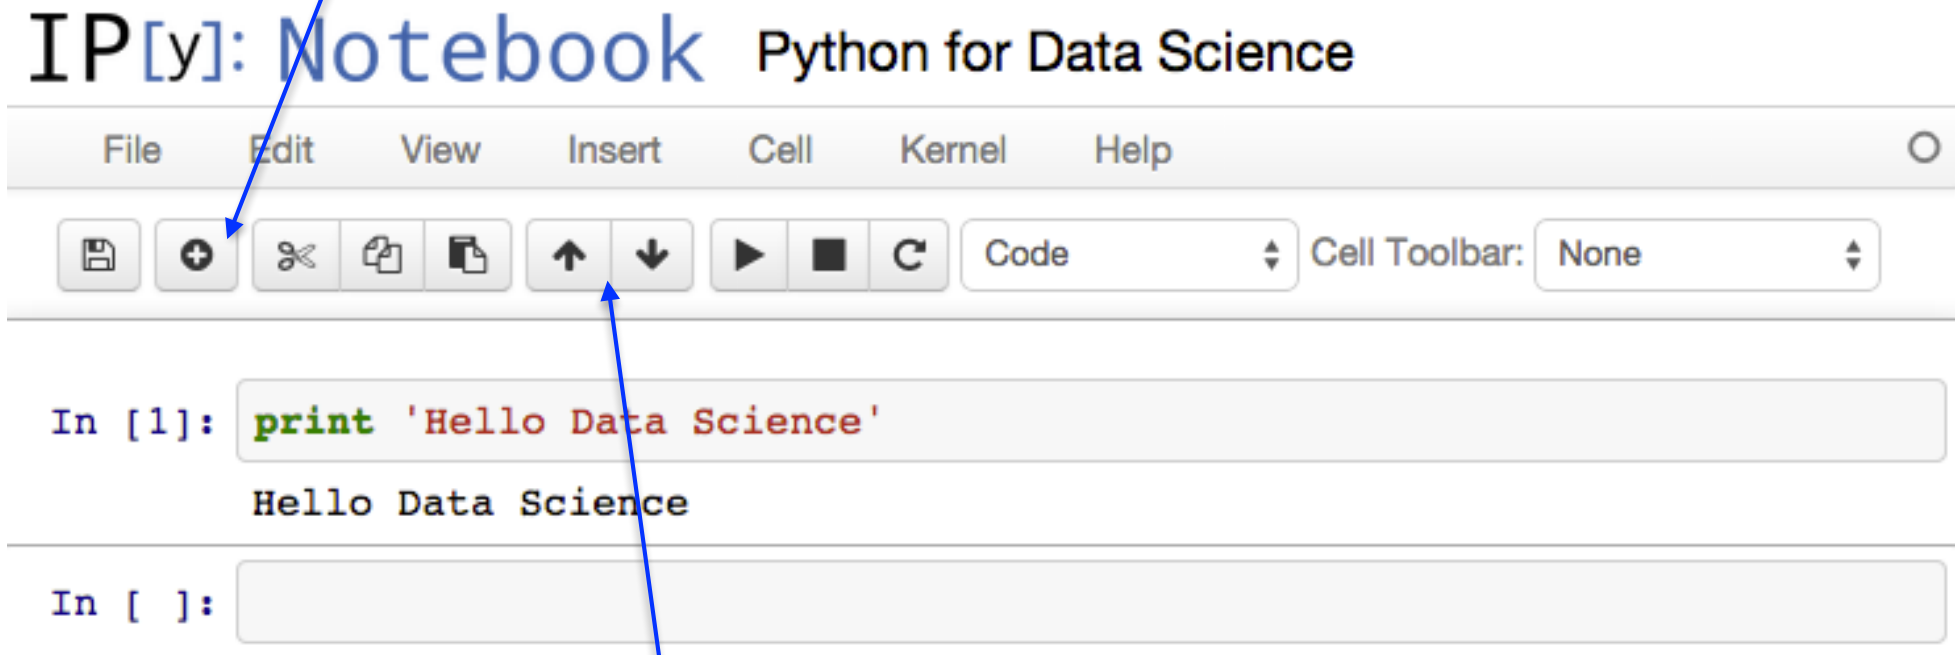 IP[y]: Notebook Python for Data Science
File Edit View Insert Cell Kernel Help
Code Cell Toolbar: None
In [1]: print 'Hello Data Science'
Hello Data Science
In [ ]: